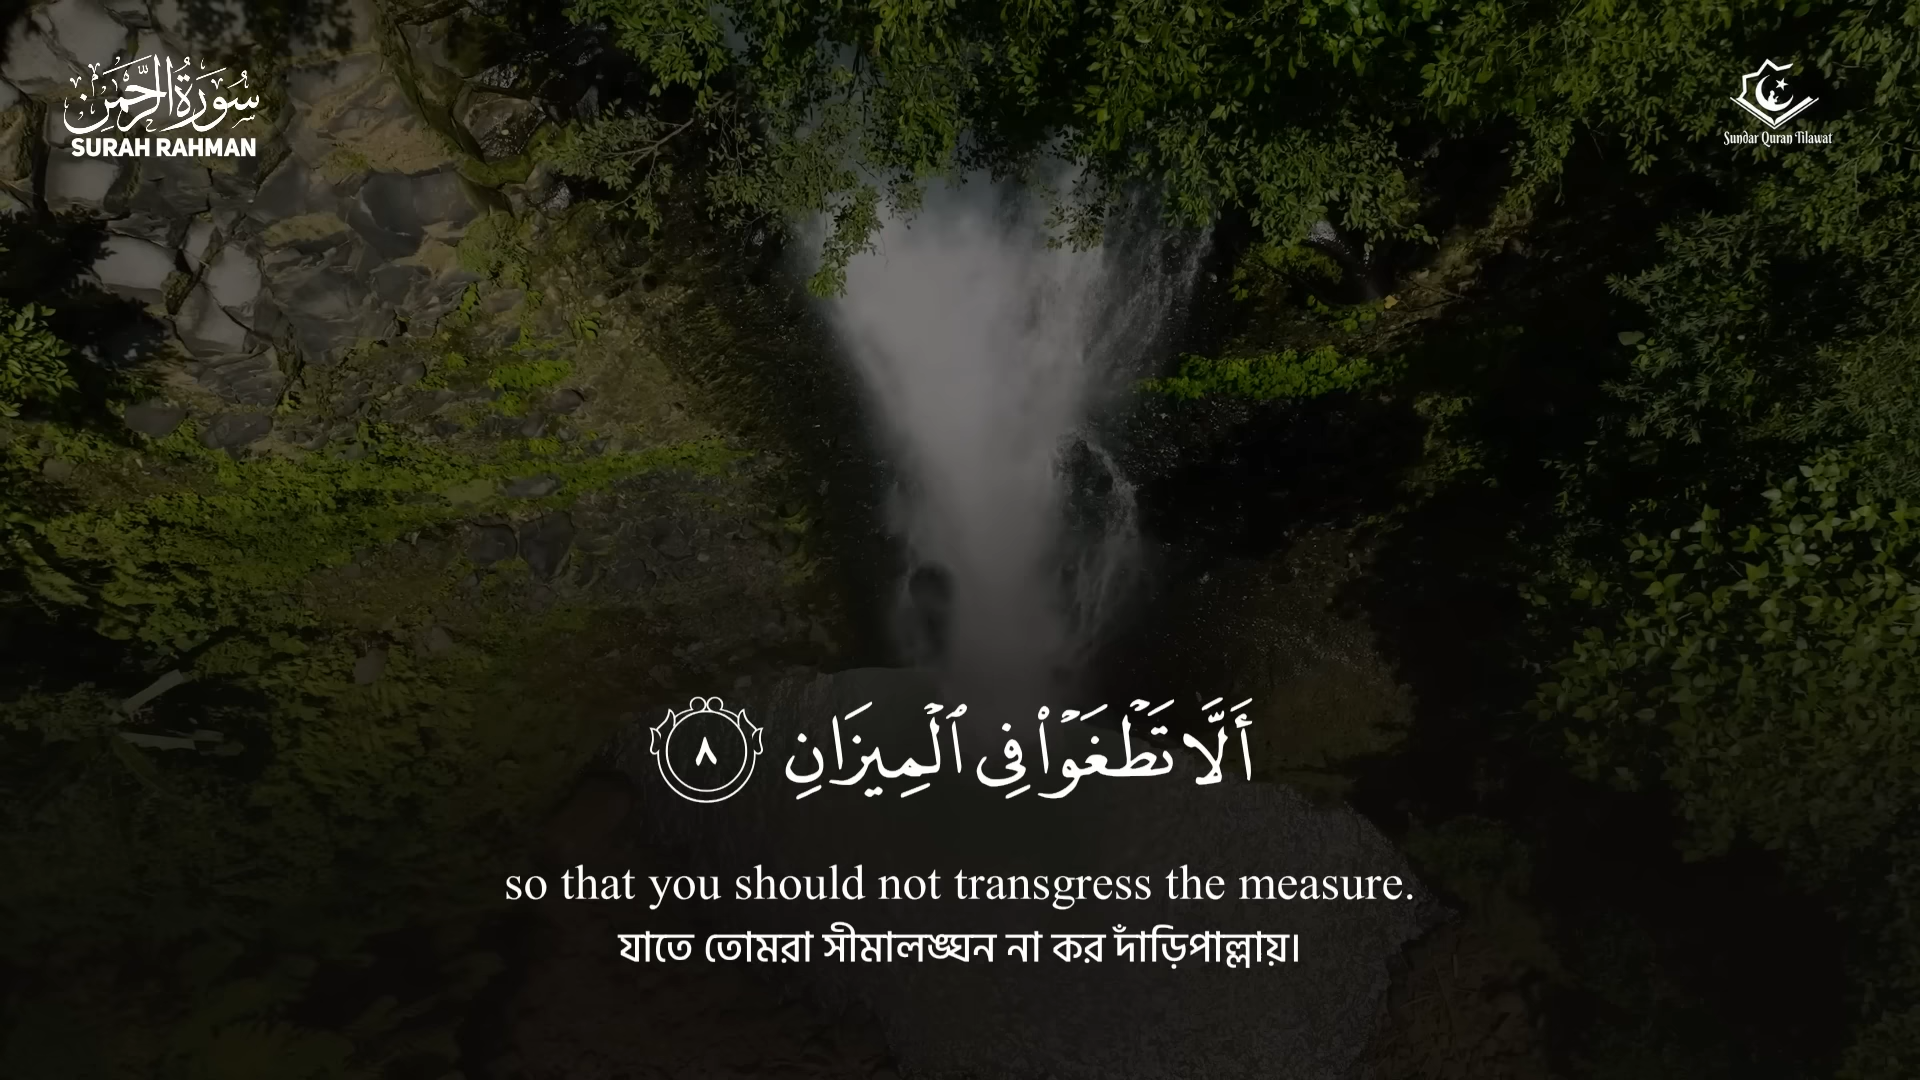 سُورَةُ الرَّحْمَٰن
SURAH RAHMAN
Sundar Quran Tilawat
أَلَّا تَطْغَوْا۟ فِى ٱلْمِيزَانِ ٨
so that you should not transgress the measure.
যাতে তোমরা সীমালঙ্ঘন না কর দাঁড়িপাল্লায়।